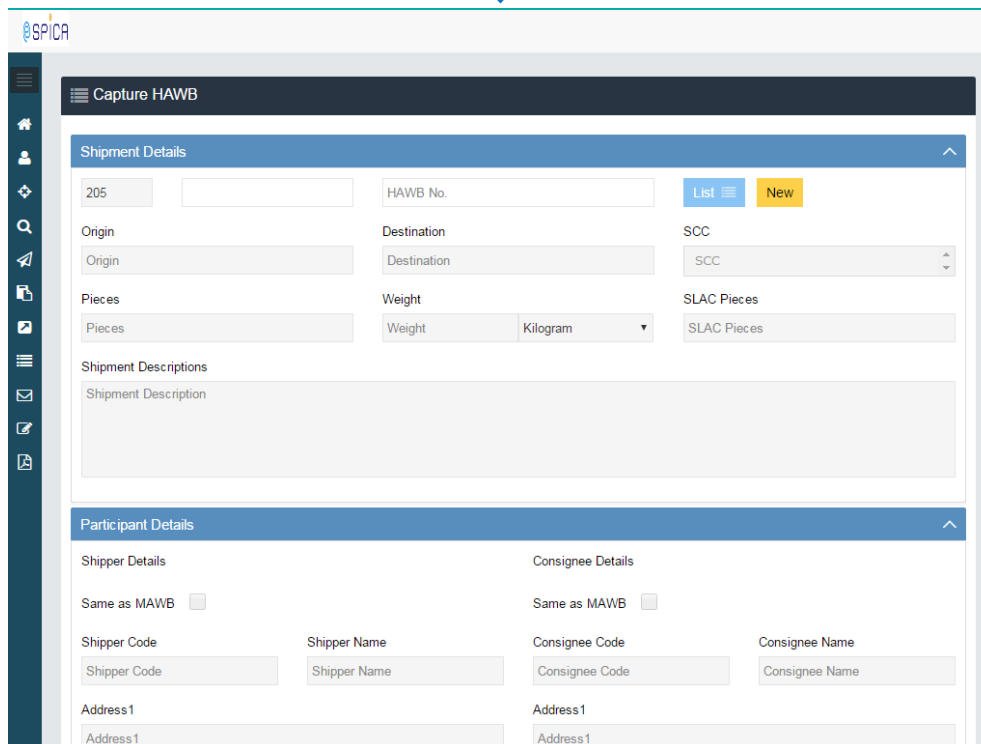 SPICA
Capture HAWB
Shipment Details
205 HAWB No. List New
Origin Destination SCC
Origin Destination SCC
Pieces Weight SLAC Pieces
Pieces Weight Kilogram SLAC Pieces
Shipment Descriptions
Shipment Description
Participant Details
Shipper Details Consignee Details
Same as MAWB Same as MAWB
Shipper Code Shipper Name Consignee Code Consignee Name
Shipper Code Shipper Name Consignee Code Consignee Name
Address1 Address1
Address1 Address1